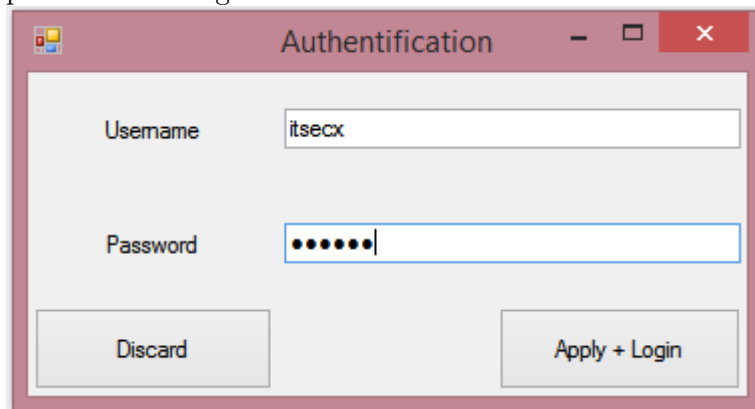 Authentification
Username itsecx
Password ••••••
Discard Apply + Login